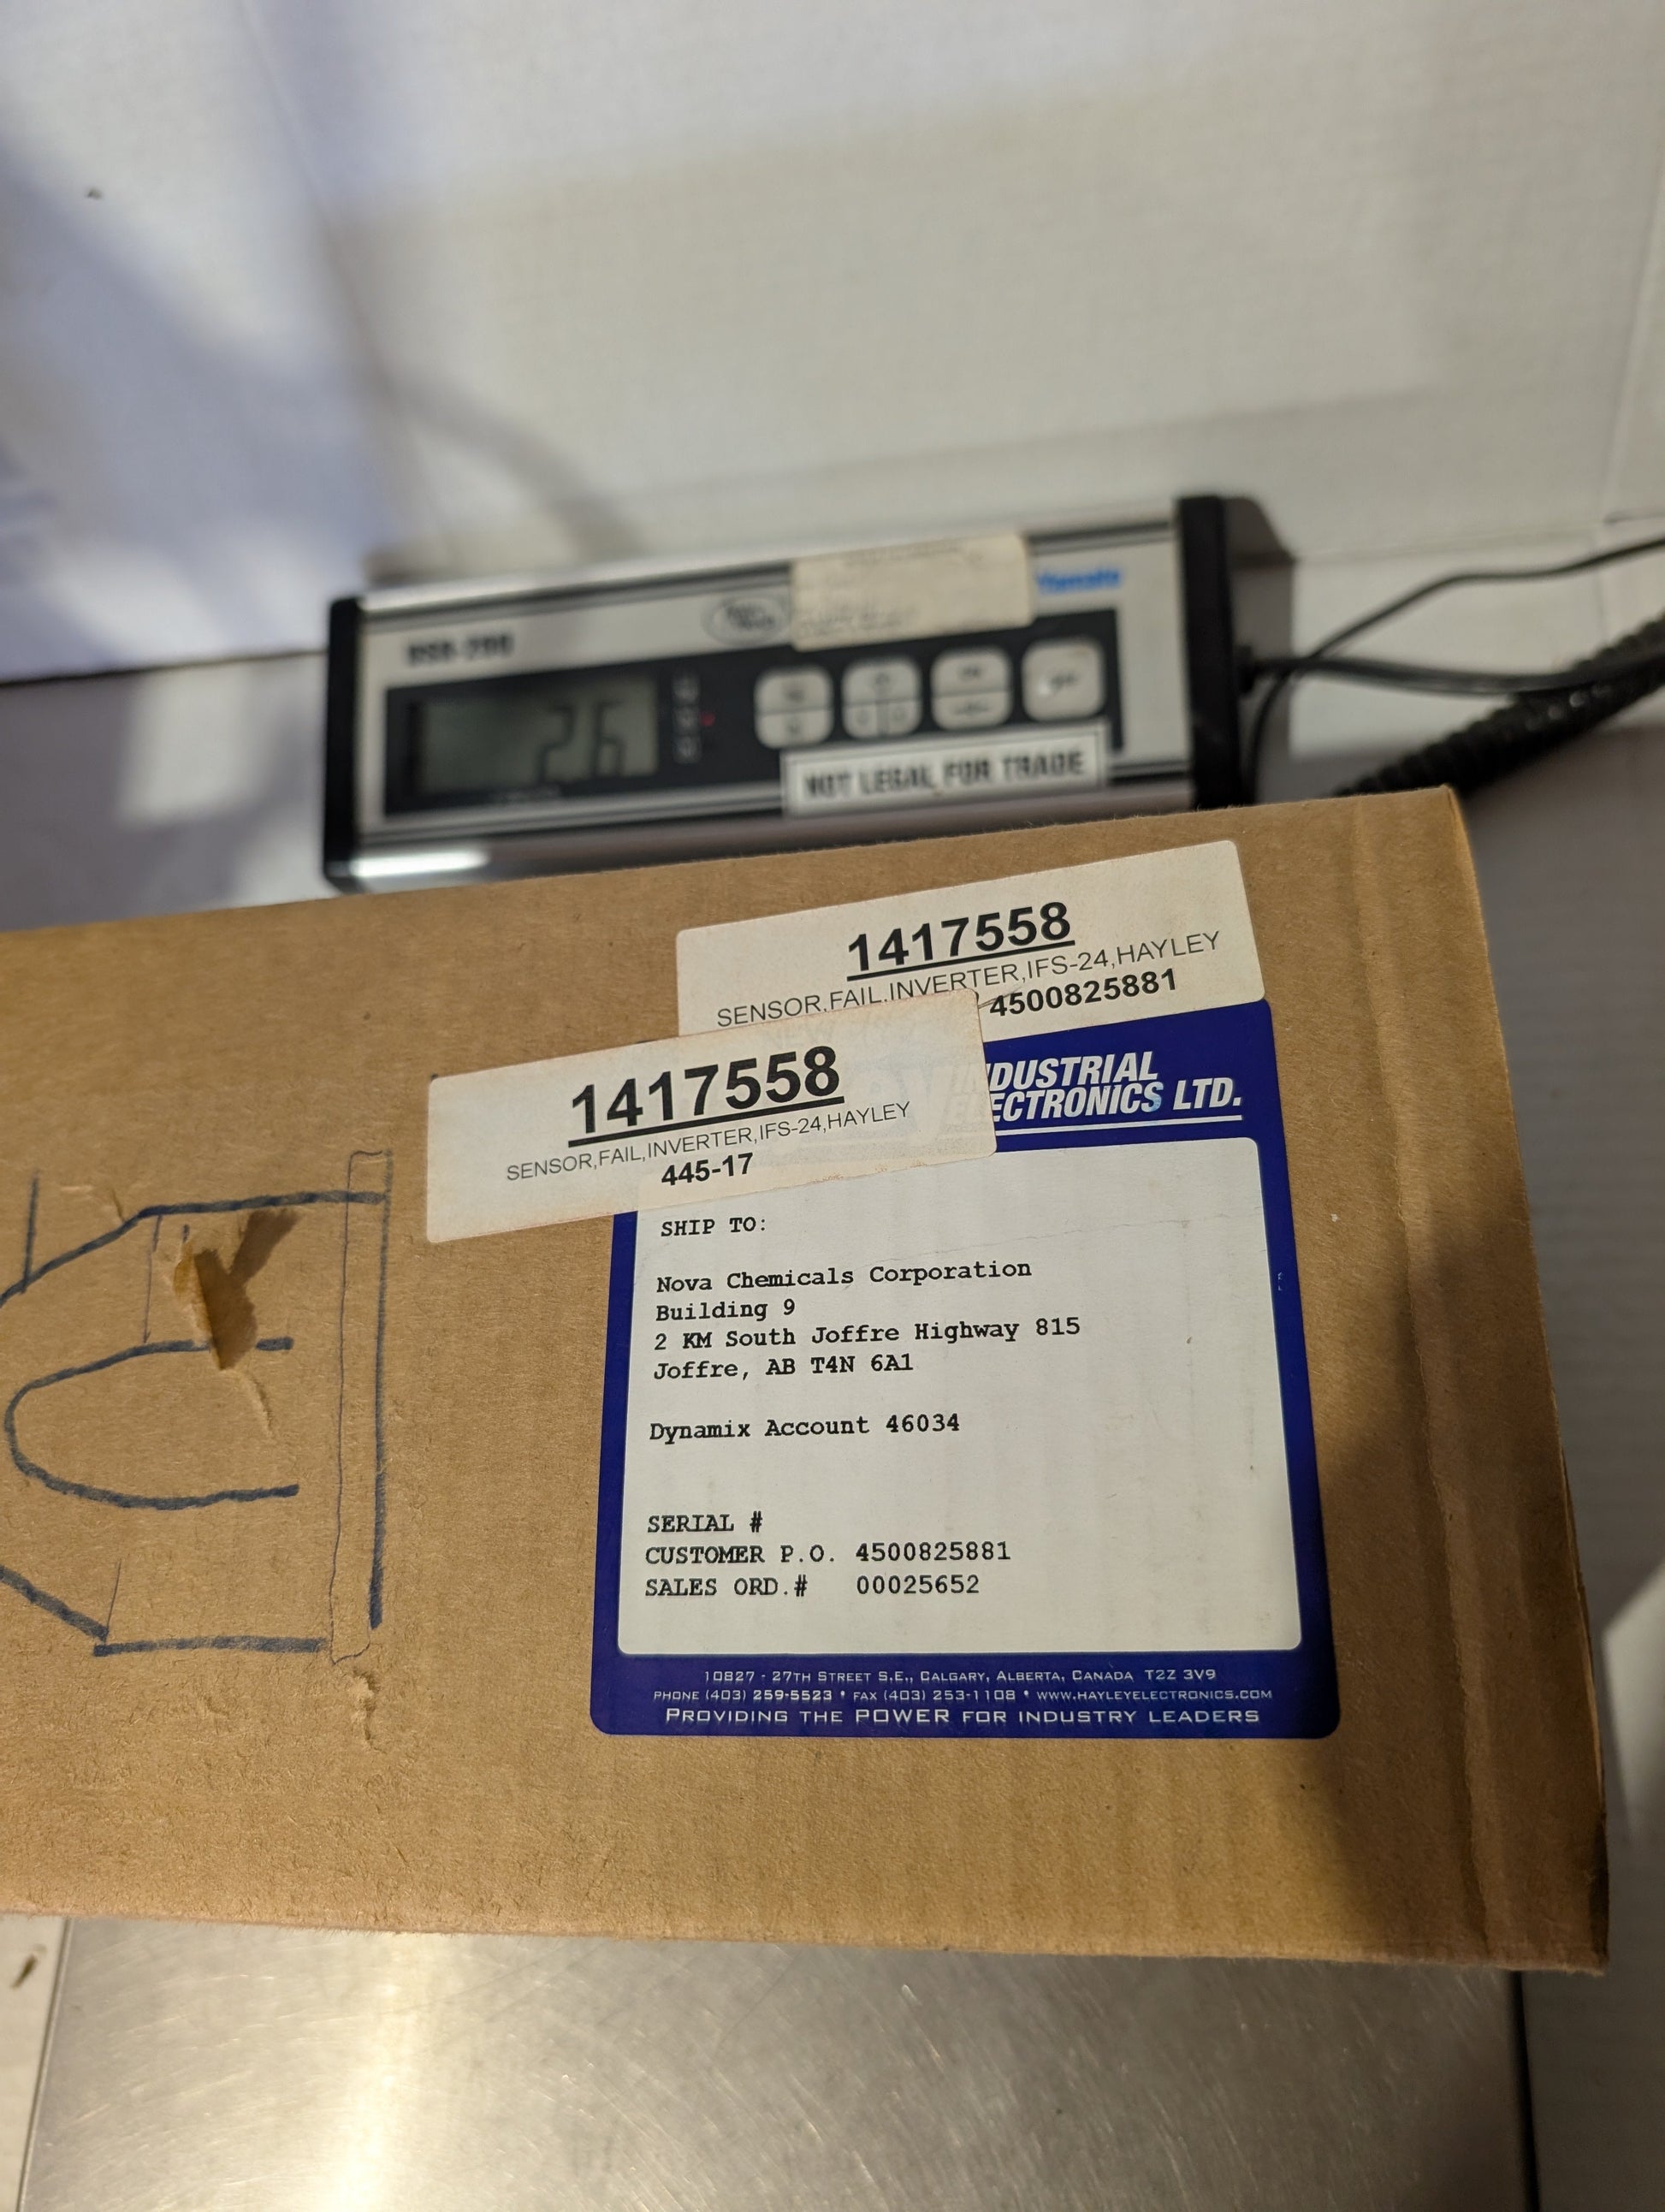 2.6
NOT LEGAL FOR TRADE
1417558
SENSOR,FAIL,INVERTER,IFS-24,HAYLEY
4500825881
1417558
SENSOR,FAIL,INVERTER,IFS-24,HAYLEY
445-17
INDUSTRIAL
ELECTRONICS LTD.
SHIP TO:
Nova Chemicals Corporation
Building 9
2 KM South Joffre Highway 815
Joffre, AB T4N 6A1
Dynamix Account 46034
SERIAL #
CUSTOMER P.O. 4500825881
SALES ORD.# 00025652
10827 - 27TH STREET S.E., CALGARY, ALBERTA, CANADA T2Z 3V9
PHONE (403) 259-5523 • FAX (403) 253-1108 • WWW.HAYLEYELECTRONICS.COM
PROVIDING THE POWER FOR INDUSTRY LEADERS